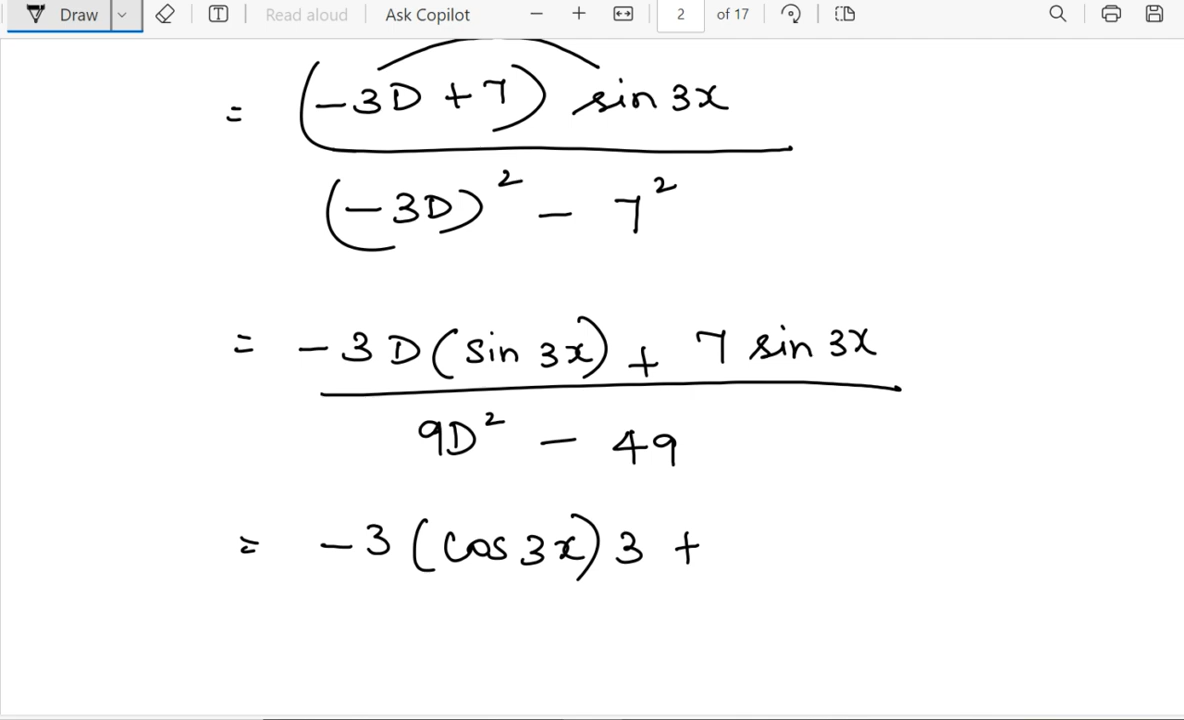 Draw Read aloud Ask Copilot 2 of 17
= (-3D + 7) sin 3x
(-3D)² - 7²
= -3 D (sin 3x) + 7 sin 3x
9D² - 49
= -3 (cos 3x) 3 +